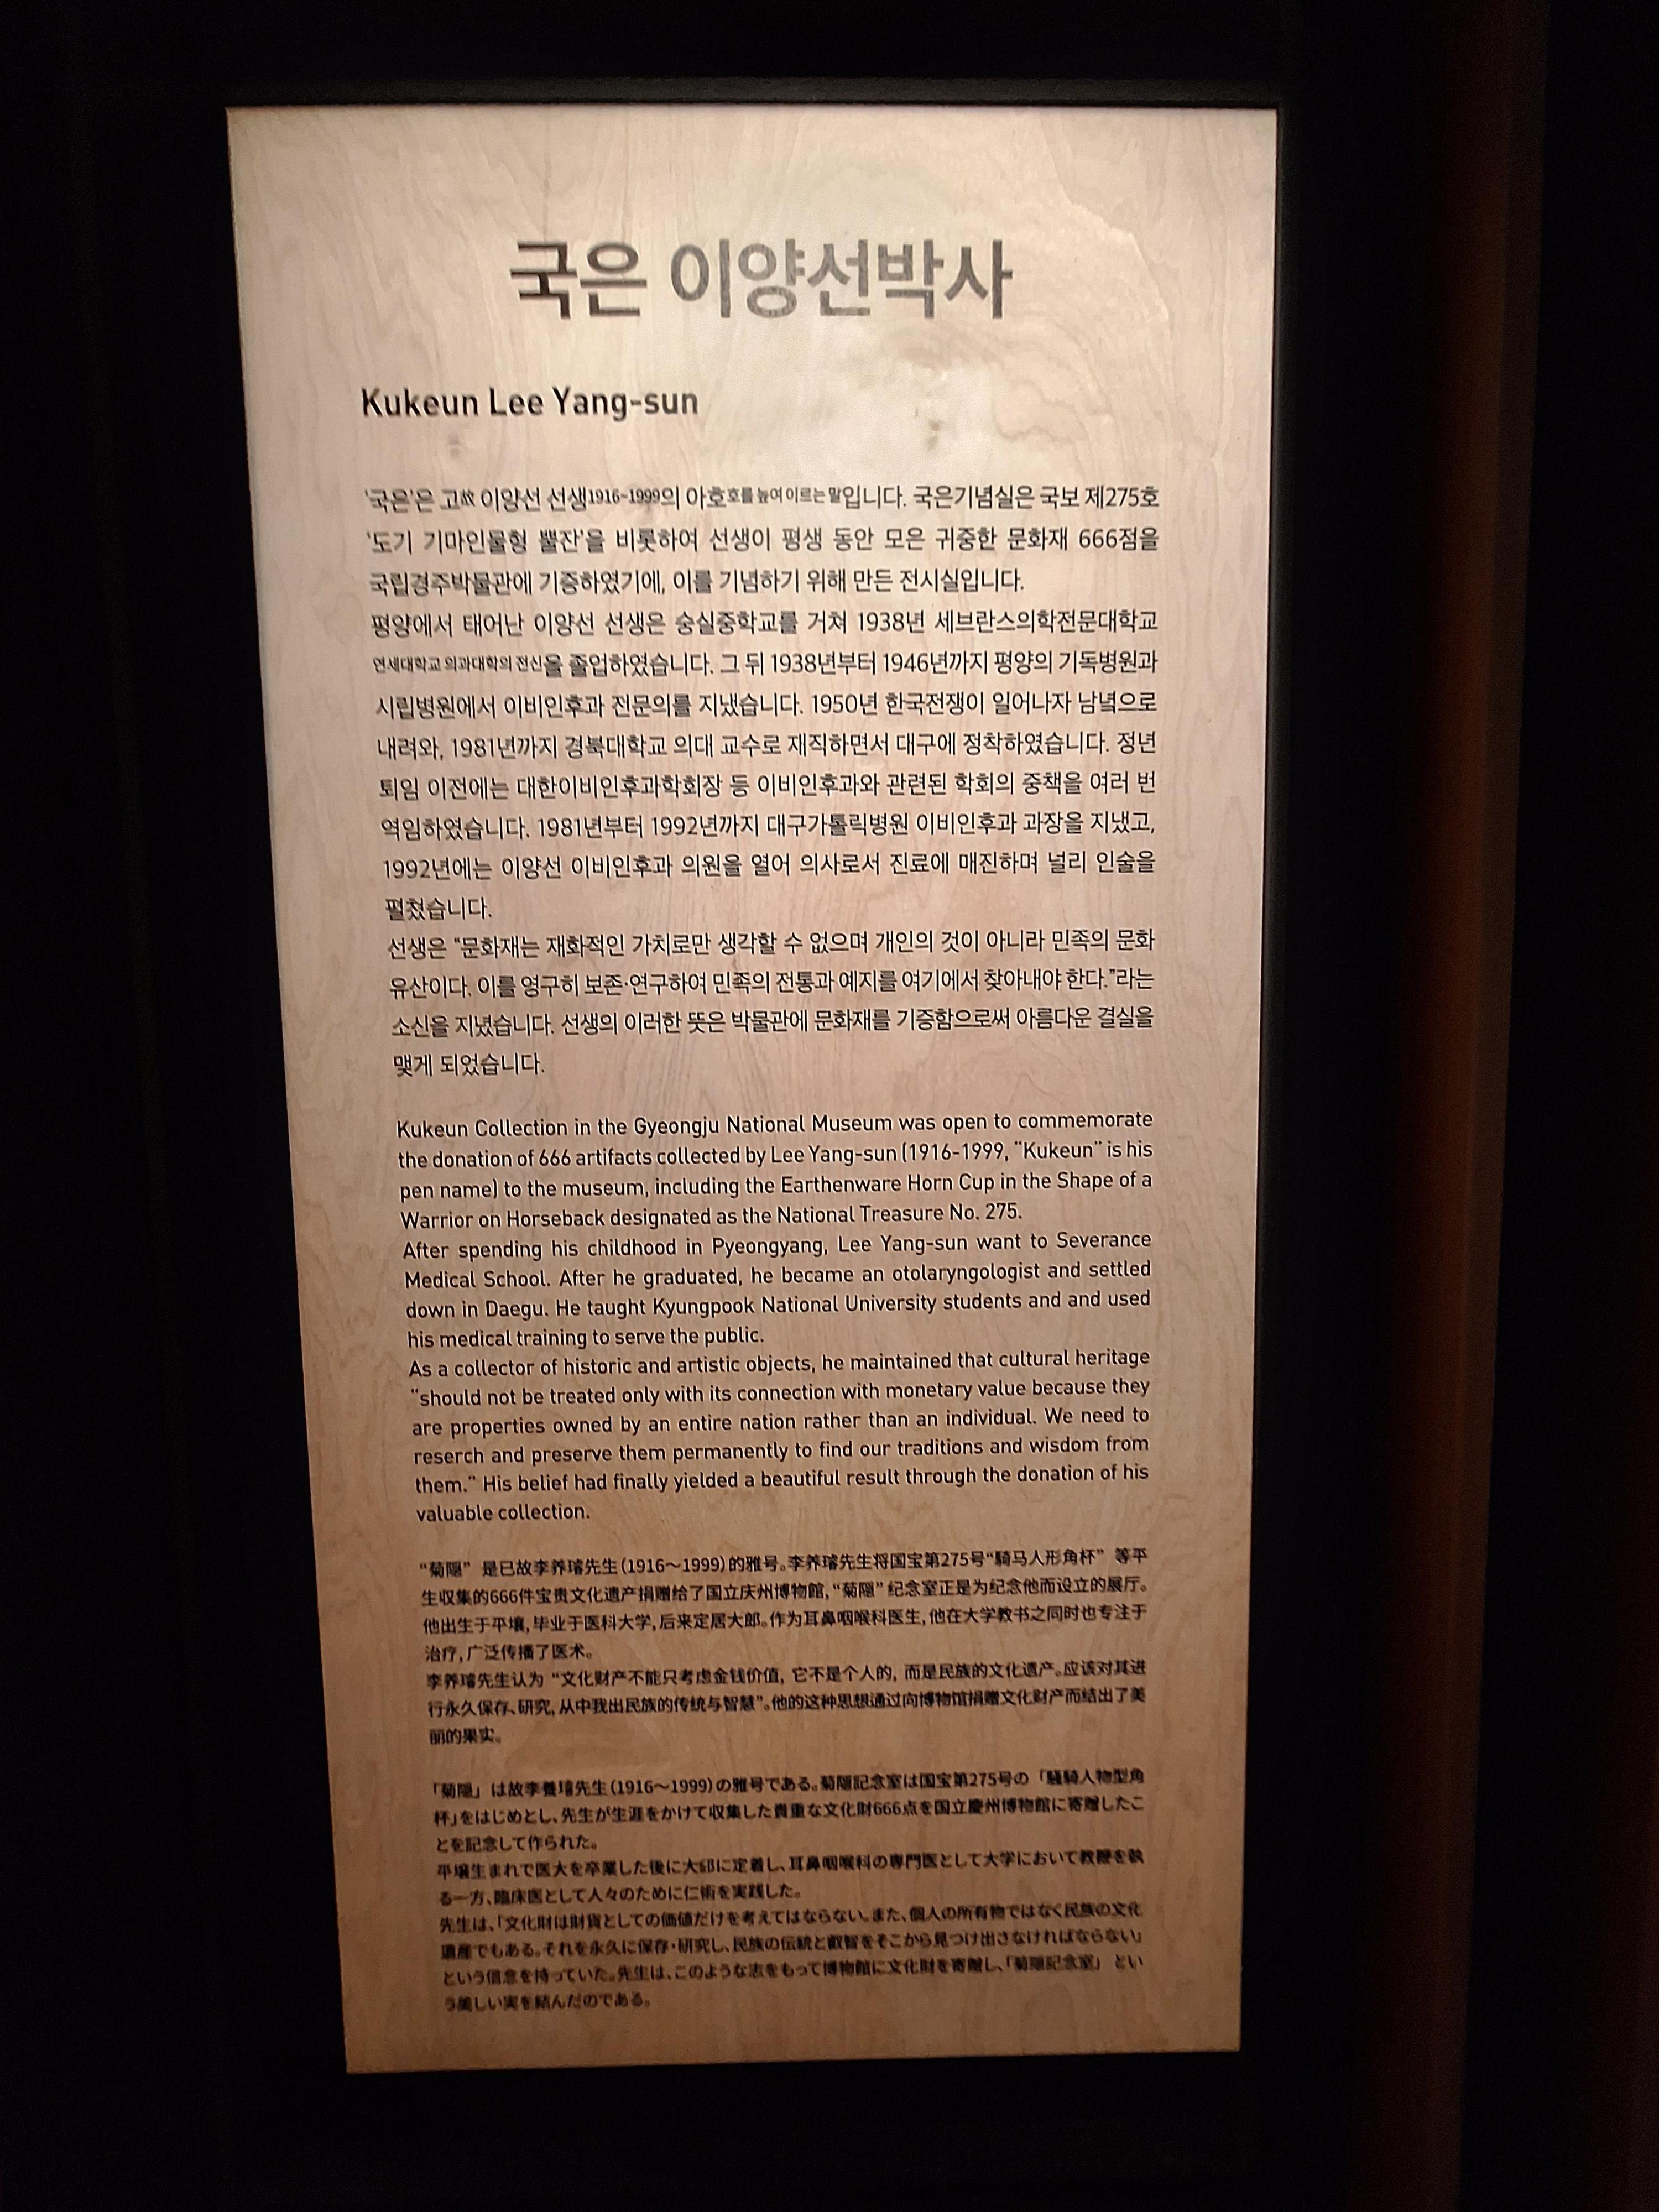 국은 이양선박사
Kukeun Lee Yang-sun
‘국은’은 고故 이양선 선생1916~1999의 아호호를 높여 이르는 말입니다. 국은기념실은 국보 제275호
‘도기 기마인물형 뿔잔’을 비롯하여 선생이 평생 동안 모은 귀중한 문화재 666점을
국립경주박물관에 기증하였기에, 이를 기념하기 위해 만든 전시실입니다.
평양에서 태어난 이양선 선생은 숭실중학교를 거쳐 1938년 세브란스의학전문대학교
연세대학교 의과대학의 전신을 졸업하였습니다. 그 뒤 1938년부터 1946년까지 평양의 기독병원과
시립병원에서 이비인후과 전문의를 지냈습니다. 1950년 한국전쟁이 일어나자 남녘으로
내려와, 1981년까지 경북대학교 의대 교수로 재직하면서 대구에 정착하였습니다. 정년
퇴임 이전에는 대한이비인후과학회장 등 이비인후과와 관련된 학회의 중책을 여러 번
역임하였습니다. 1981년부터 1992년까지 대구가톨릭병원 이비인후과 과장을 지냈고,
1992년에는 이양선 이비인후과 의원을 열어 의사로서 진료에 매진하며 널리 인술을
펼쳤습니다.
선생은 “문화재는 재화적인 가치로만 생각할 수 없으며 개인의 것이 아니라 민족의 문화
유산이다. 이를 영구히 보존·연구하여 민족의 전통과 예지를 여기에서 찾아내야 한다.”라는
소신을 지녔습니다. 선생의 이러한 뜻은 박물관에 문화재를 기증함으로써 아름다운 결실을
맺게 되었습니다.
Kukeun Collection in the Gyeongju National Museum was open to commemorate
the donation of 666 artifacts collected by Lee Yang-sun (1916-1999, “Kukeun” is his
pen name) to the museum, including the Earthenware Horn Cup in the Shape of a
Warrior on Horseback designated as the National Treasure No. 275.
After spending his childhood in Pyeongyang, Lee Yang-sun want to Severance
Medical School. After he graduated, he became an otolaryngologist and settled
down in Daegu. He taught Kyungpook National University students and and used
his medical training to serve the public.
As a collector of historic and artistic objects, he maintained that cultural heritage
“should not be treated only with its connection with monetary value because they
are properties owned by an entire nation rather than an individual. We need to
reserch and preserve them permanently to find our traditions and wisdom from
them.” His belief had finally yielded a beautiful result through the donation of his
valuable collection.
“菊隠” 是已故李养璿先生(1916～1999)的雅号。李养璿先生将国宝第275号“騎马人形角杯” 等平
生収集的666件宝贵文化遗产捐赠给了国立庆州博物館,“菊隠” 纪念室正是为纪念他而设立的展厅。
他出生于平壤,毕业于医科大学,后来定居大郎。作为耳鼻咽喉科医生,他在大学教书之同时也专注于
治疗,广泛传播了医术。
李养璿先生认为 “文化财产不能只考虑金钱价值, 它不是个人的, 而是民族的文化遗产。应该对其进
行永久保存、研究,从中我出民族的传统与智慧”。他的这种思想通过向博物馆捐赠文化财产而结出了美
丽的果实。
「菊隠」は故李養璿先生(1916～1999)の雅号である。菊隠記念室は国宝第275号の「騷騎人物型角
杯」をはじめとし、先生が生涯をかけて収集した貴重な文化財666点を国立慶州博物館に寄贈したこ
とを記念して作られた。
平壌生まれで医大を卒業した後に大邱に定着し、耳鼻咽喉科の専門医として大学において教鞭を執
る一方、臨床医として人々のために仁術を実践した。
先生は、「文化財は財貨としての価値だけを考えてはならない。また、個人の所有物ではなく民族の文化
遺産でもある。それを永久に保存・研究し、民族の伝統と叡智をそこから見つけ出さなければならない」
という信念を持っていた。先生は、このような志をもって博物館に文化財を寄贈し、「菊隠記念室」 とい
う美しい実を結んだのである。